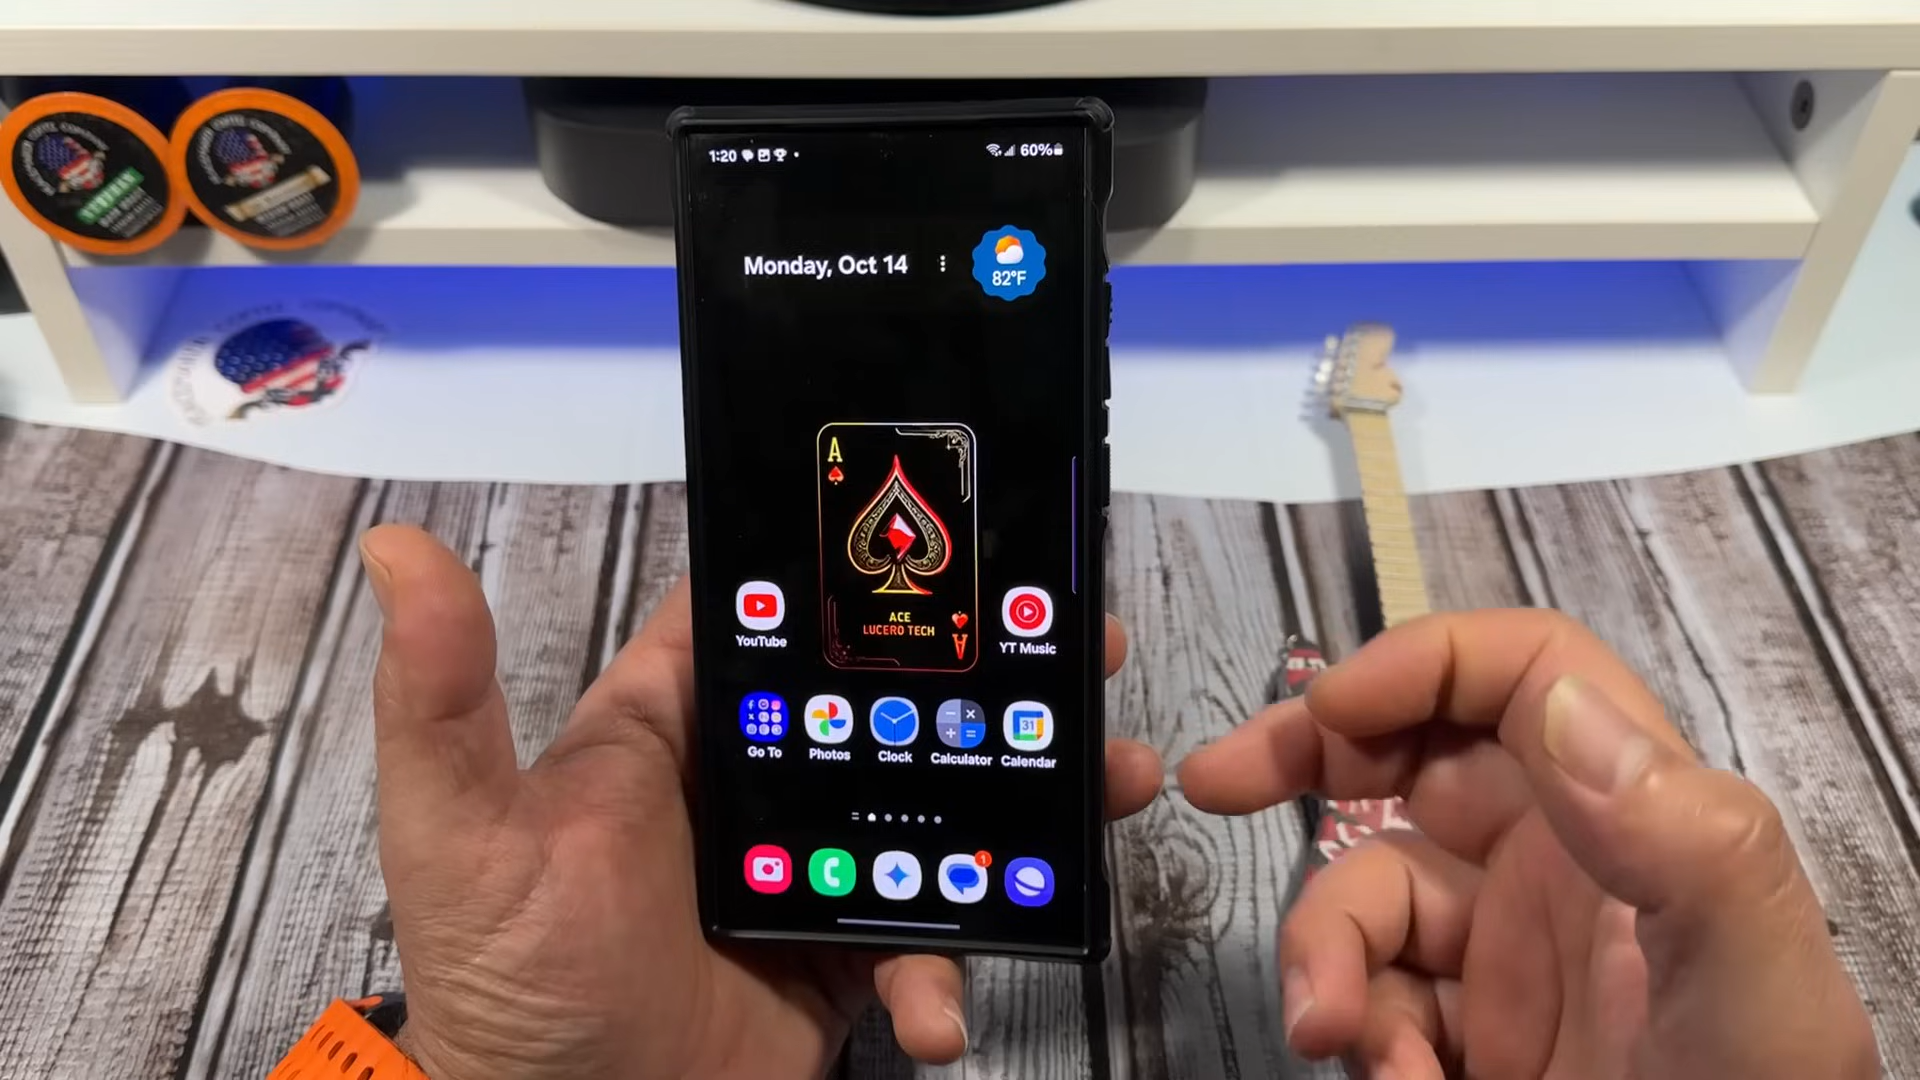 1:20
60%
Monday, Oct 14
82°F
A
ACE
LUCERO TECH
A
YouTube
YT Music
31
Go To
Photos
Clock
Calculator
Calendar
1